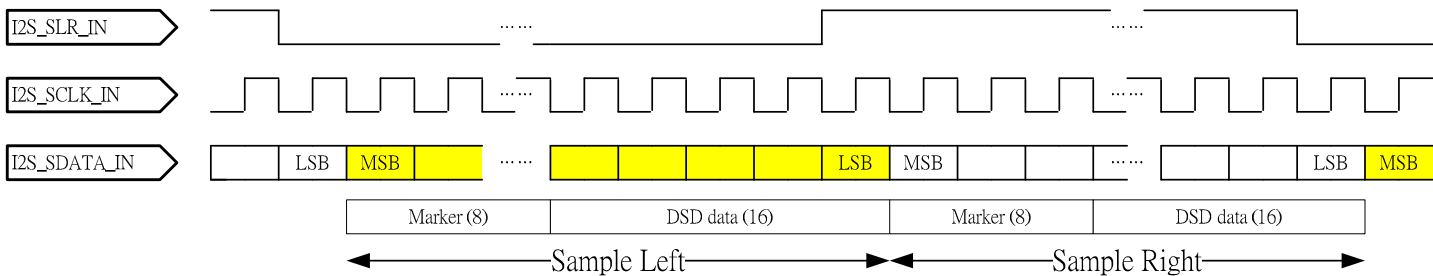 I2S_SLR_IN
...... ......
I2S_SCLK_IN
...... ......
I2S_SDATA_IN LSB MSB ...... LSB MSB ...... LSB MSB
Marker (8) DSD data (16) Marker (8) DSD data (16)
Sample Left Sample Right